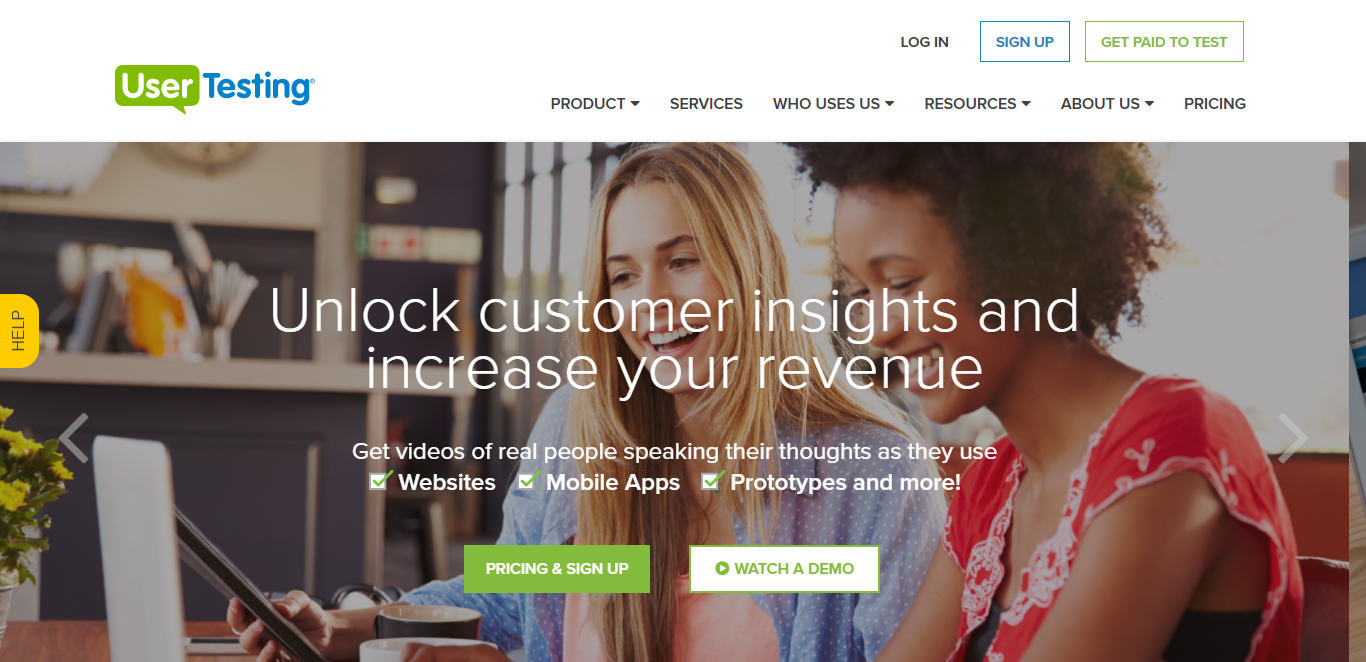 LOG IN
SIGN UP
GET PAID TO TEST
User Testing®
PRODUCT
SERVICES
WHO USES US
RESOURCES
ABOUT US
PRICING
Unlock customer insights and
increase your revenue
HELP
Get videos of real people speaking their thoughts as they use
Websites Mobile Apps Prototypes and more!
PRICING & SIGN UP
WATCH A DEMO